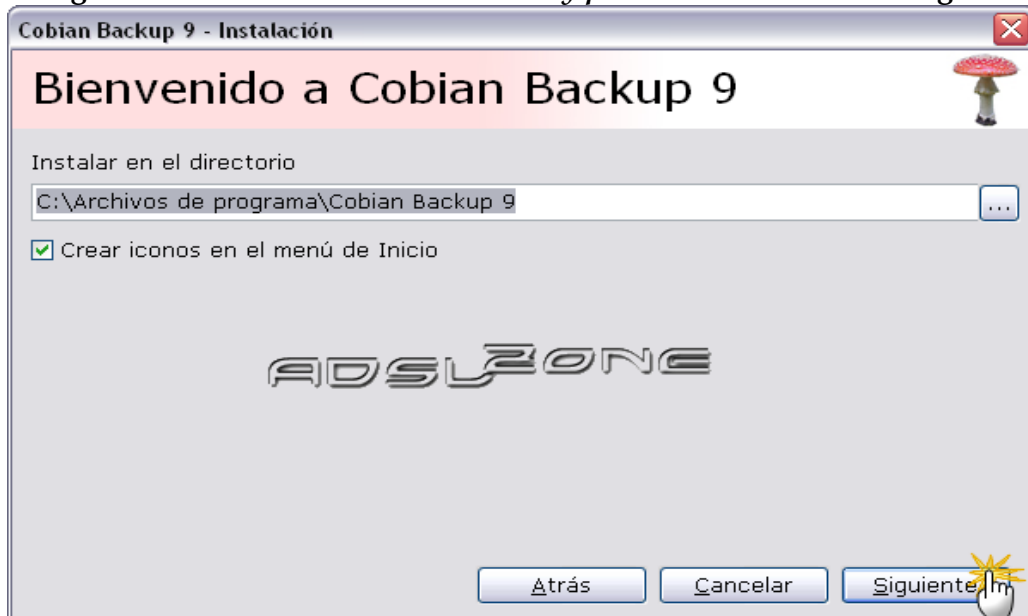 Cobian Backup 9 - Instalación
Bienvenido a Cobian Backup 9
Instalar en el directorio
C:\Archivos de programa\Cobian Backup 9
...
Crear iconos en el menú de Inicio
ADSLZONE
Atrás
Cancelar
Siguiente